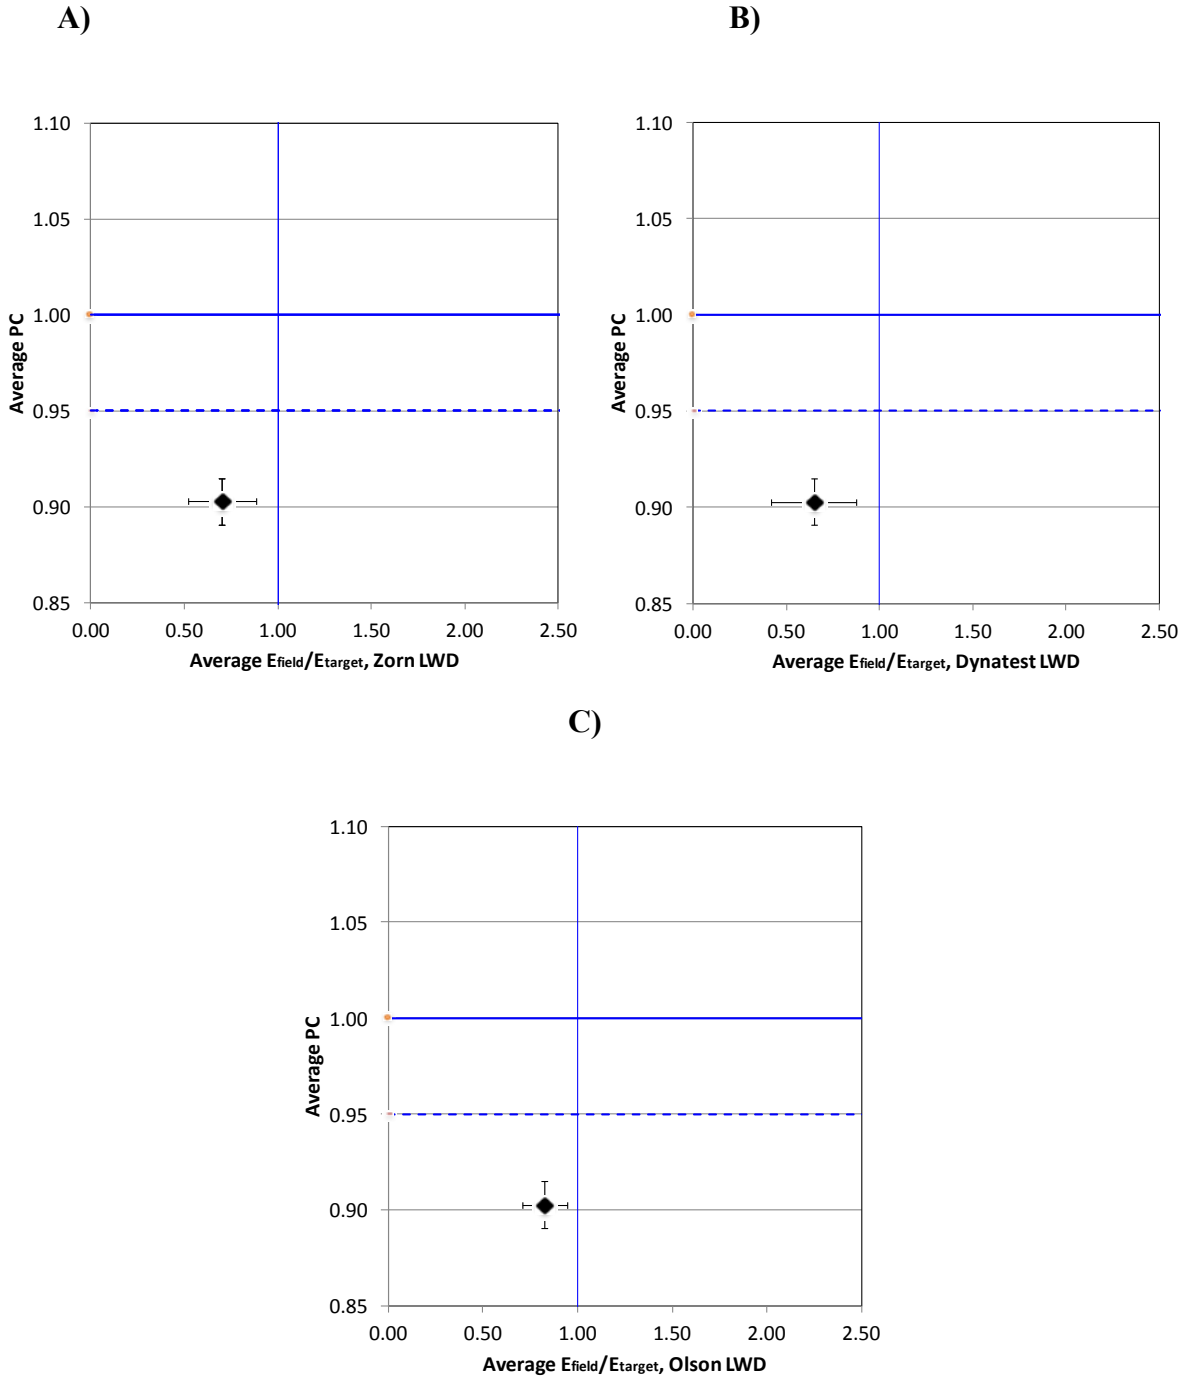 A)
B)
1.10
1.05
1.00
0.95
0.90
0.85
Average PC
0.00 0.50 1.00 1.50 2.00 2.50
Average Efield/Etarget, Zorn LWD
1.10
1.05
1.00
0.95
0.90
0.85
Average PC
0.00 0.50 1.00 1.50 2.00 2.50
Average Efield/Etarget, Dynatest LWD
C)
1.10
1.05
1.00
0.95
0.90
0.85
Average PC
0.00 0.50 1.00 1.50 2.00 2.50
Average Efield/Etarget, Olson LWD